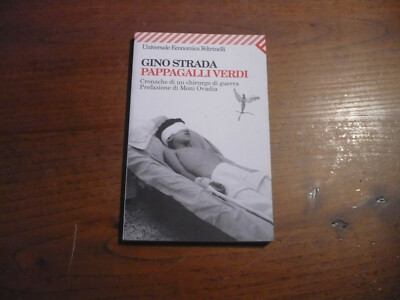 Universale Economica Feltrinelli
GINO STRADA
PAPPAGALLI VERDI
Cronache di un chirurgo di guerra
Prefazione di Moni Ovadia